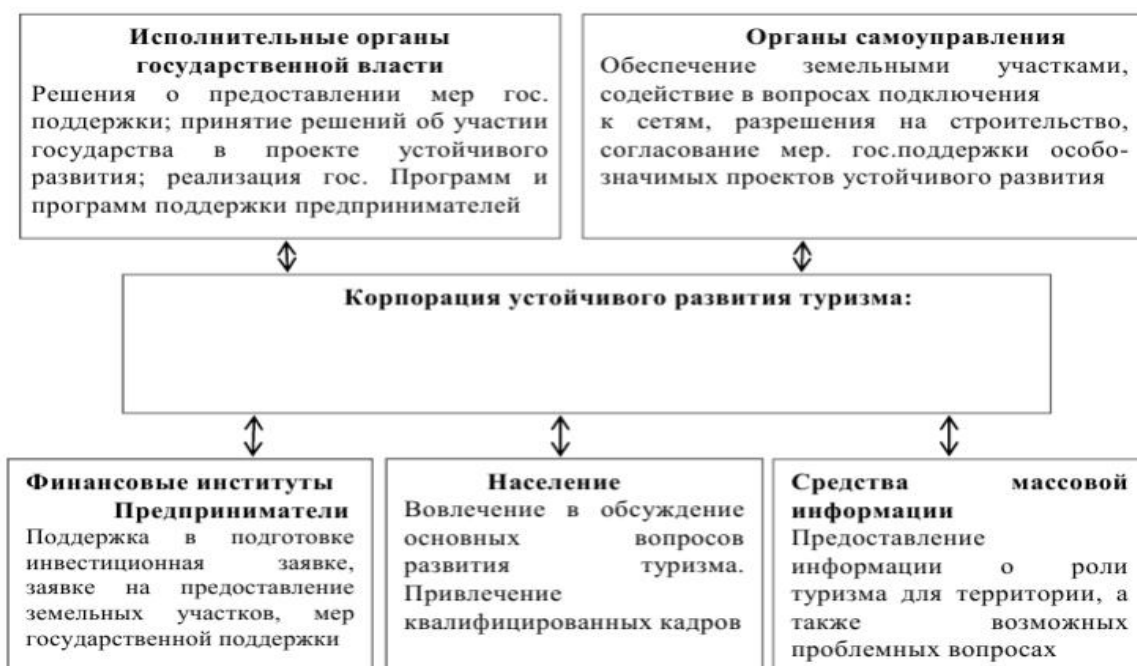 Исполнительные органы
государственной власти
Решения о предоставлении мер гос.
поддержки; принятие решений об участии
государства в проекте устойчивого
развития; реализация гос. Программ и
программ поддержки предпринимателей
Органы самоуправления
Обеспечение земельными участками,
содействие в вопросах подключения
к сетям, разрешения на строительство,
согласование мер. гос.поддержки особо-
значимых проектов устойчивого развития
Корпорация устойчивого развития туризма:
Финансовые институты
Предприниматели
Поддержка в подготовке
инвестиционная заявке,
заявке на предоставление
земельных участков, мер
государственной поддержки
Население
Вовлечение в обсуждение
основных вопросов
развития туризма.
Привлечение
квалифицированных кадров
Средства массовой
информации
Предоставление
информации о роли
туризма для территории, а
также возможных
проблемных вопросах